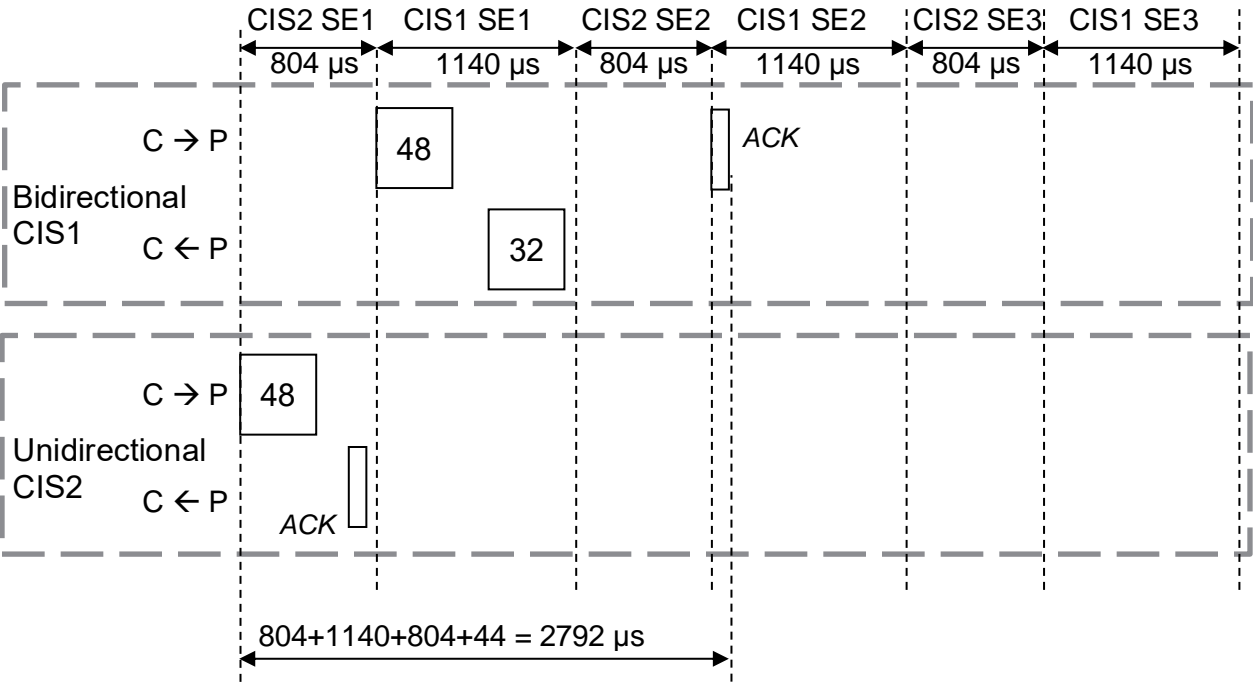 CIS2 SE1 CIS1 SE1 CIS2 SE2 CIS1 SE2 CIS2 SE3 CIS1 SE3
804 µs 1140 µs 804 µs 1140 µs 804 µs 1140 µs
C → P 48 ACK
Bidirectional
CIS1
C ← P 32
C → P 48
Unidirectional
CIS2
C ← P
ACK
804+1140+804+44 = 2792 µs